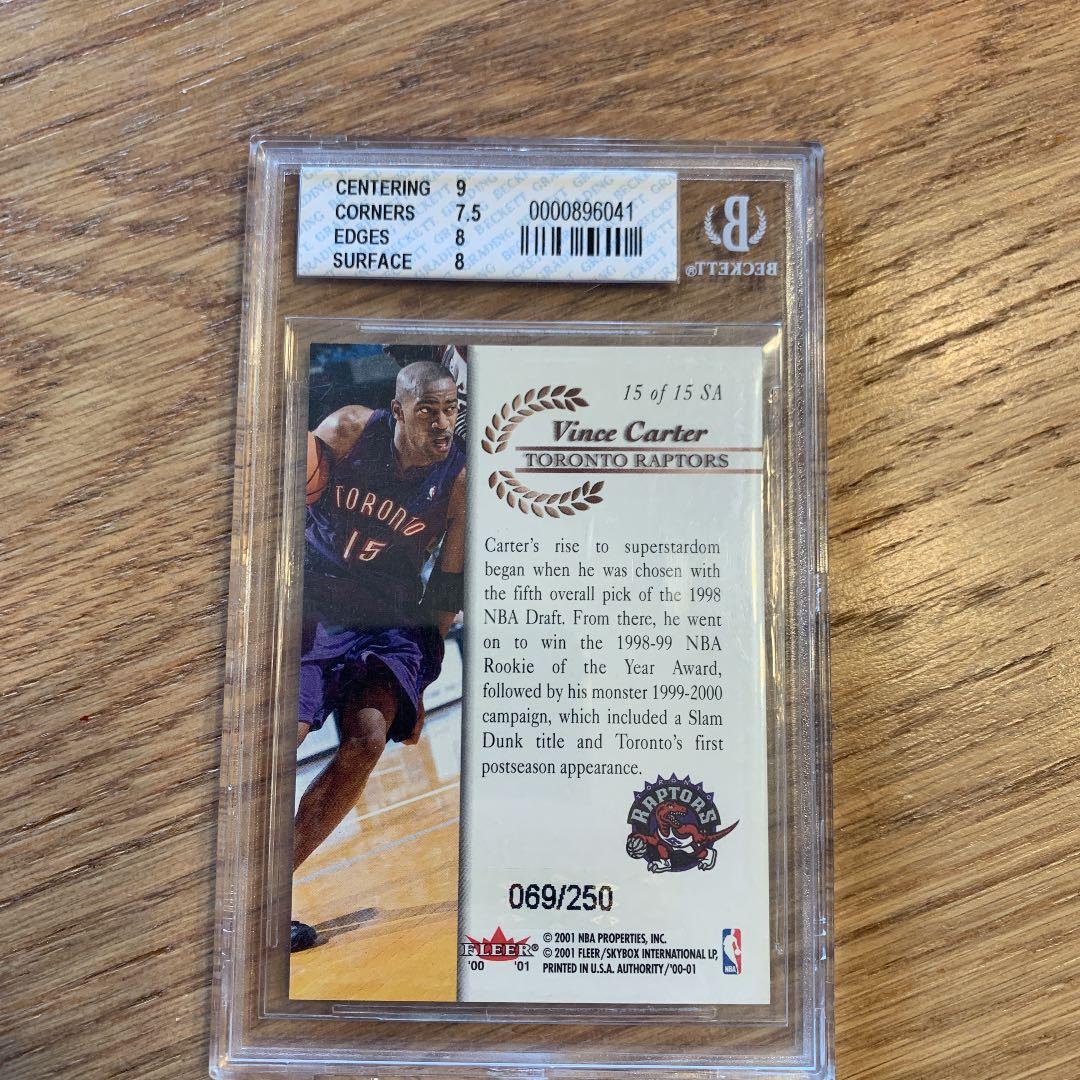 CENTERING 9
CORNERS 7.5
EDGES 8
SURFACE 8
0000896041
B
BECKETT®
15 of 15 SA
Vince Carter
TORONTO RAPTORS
TORONTO
15
Carter's rise to superstardom
began when he was chosen with
the fifth overall pick of the 1998
NBA Draft. From there, he went
on to win the 1998-99 NBA
Rookie of the Year Award,
followed by his monster 1999-2000
campaign, which included a Slam
Dunk title and Toronto's first
postseason appearance.
TORONTO
RAPTORS
069/250
FLEER®
'00 '01
© 2001 NBA PROPERTIES, INC.
© 2001 FLEER/SKYBOX INTERNATIONAL LP,
PRINTED IN U.S.A. AUTHORITY/'00-01
NBA